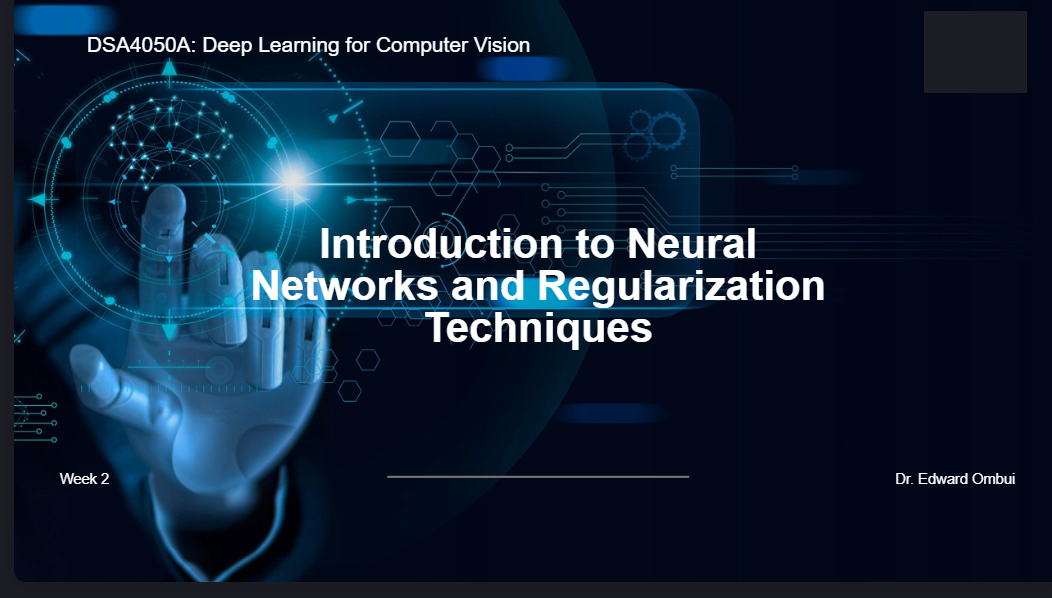 DSA4050A: Deep Learning for Computer Vision
Introduction to Neural
Networks and Regularization
Techniques
Week 2
Dr. Edward Ombui